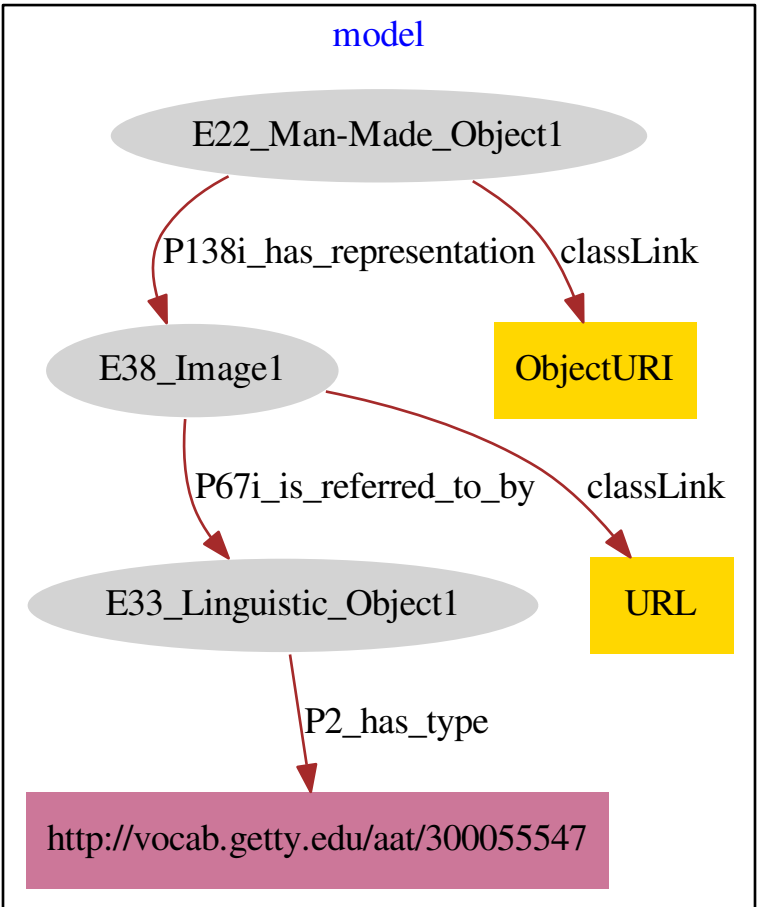 model
E22_Man-Made_Object1
P138i_has_representation
classLink
E38_Image1
ObjectURI
P67i_is_referred_to_by
classLink
E33_Linguistic_Object1
URL
P2_has_type
http://vocab.getty.edu/aat/300055547